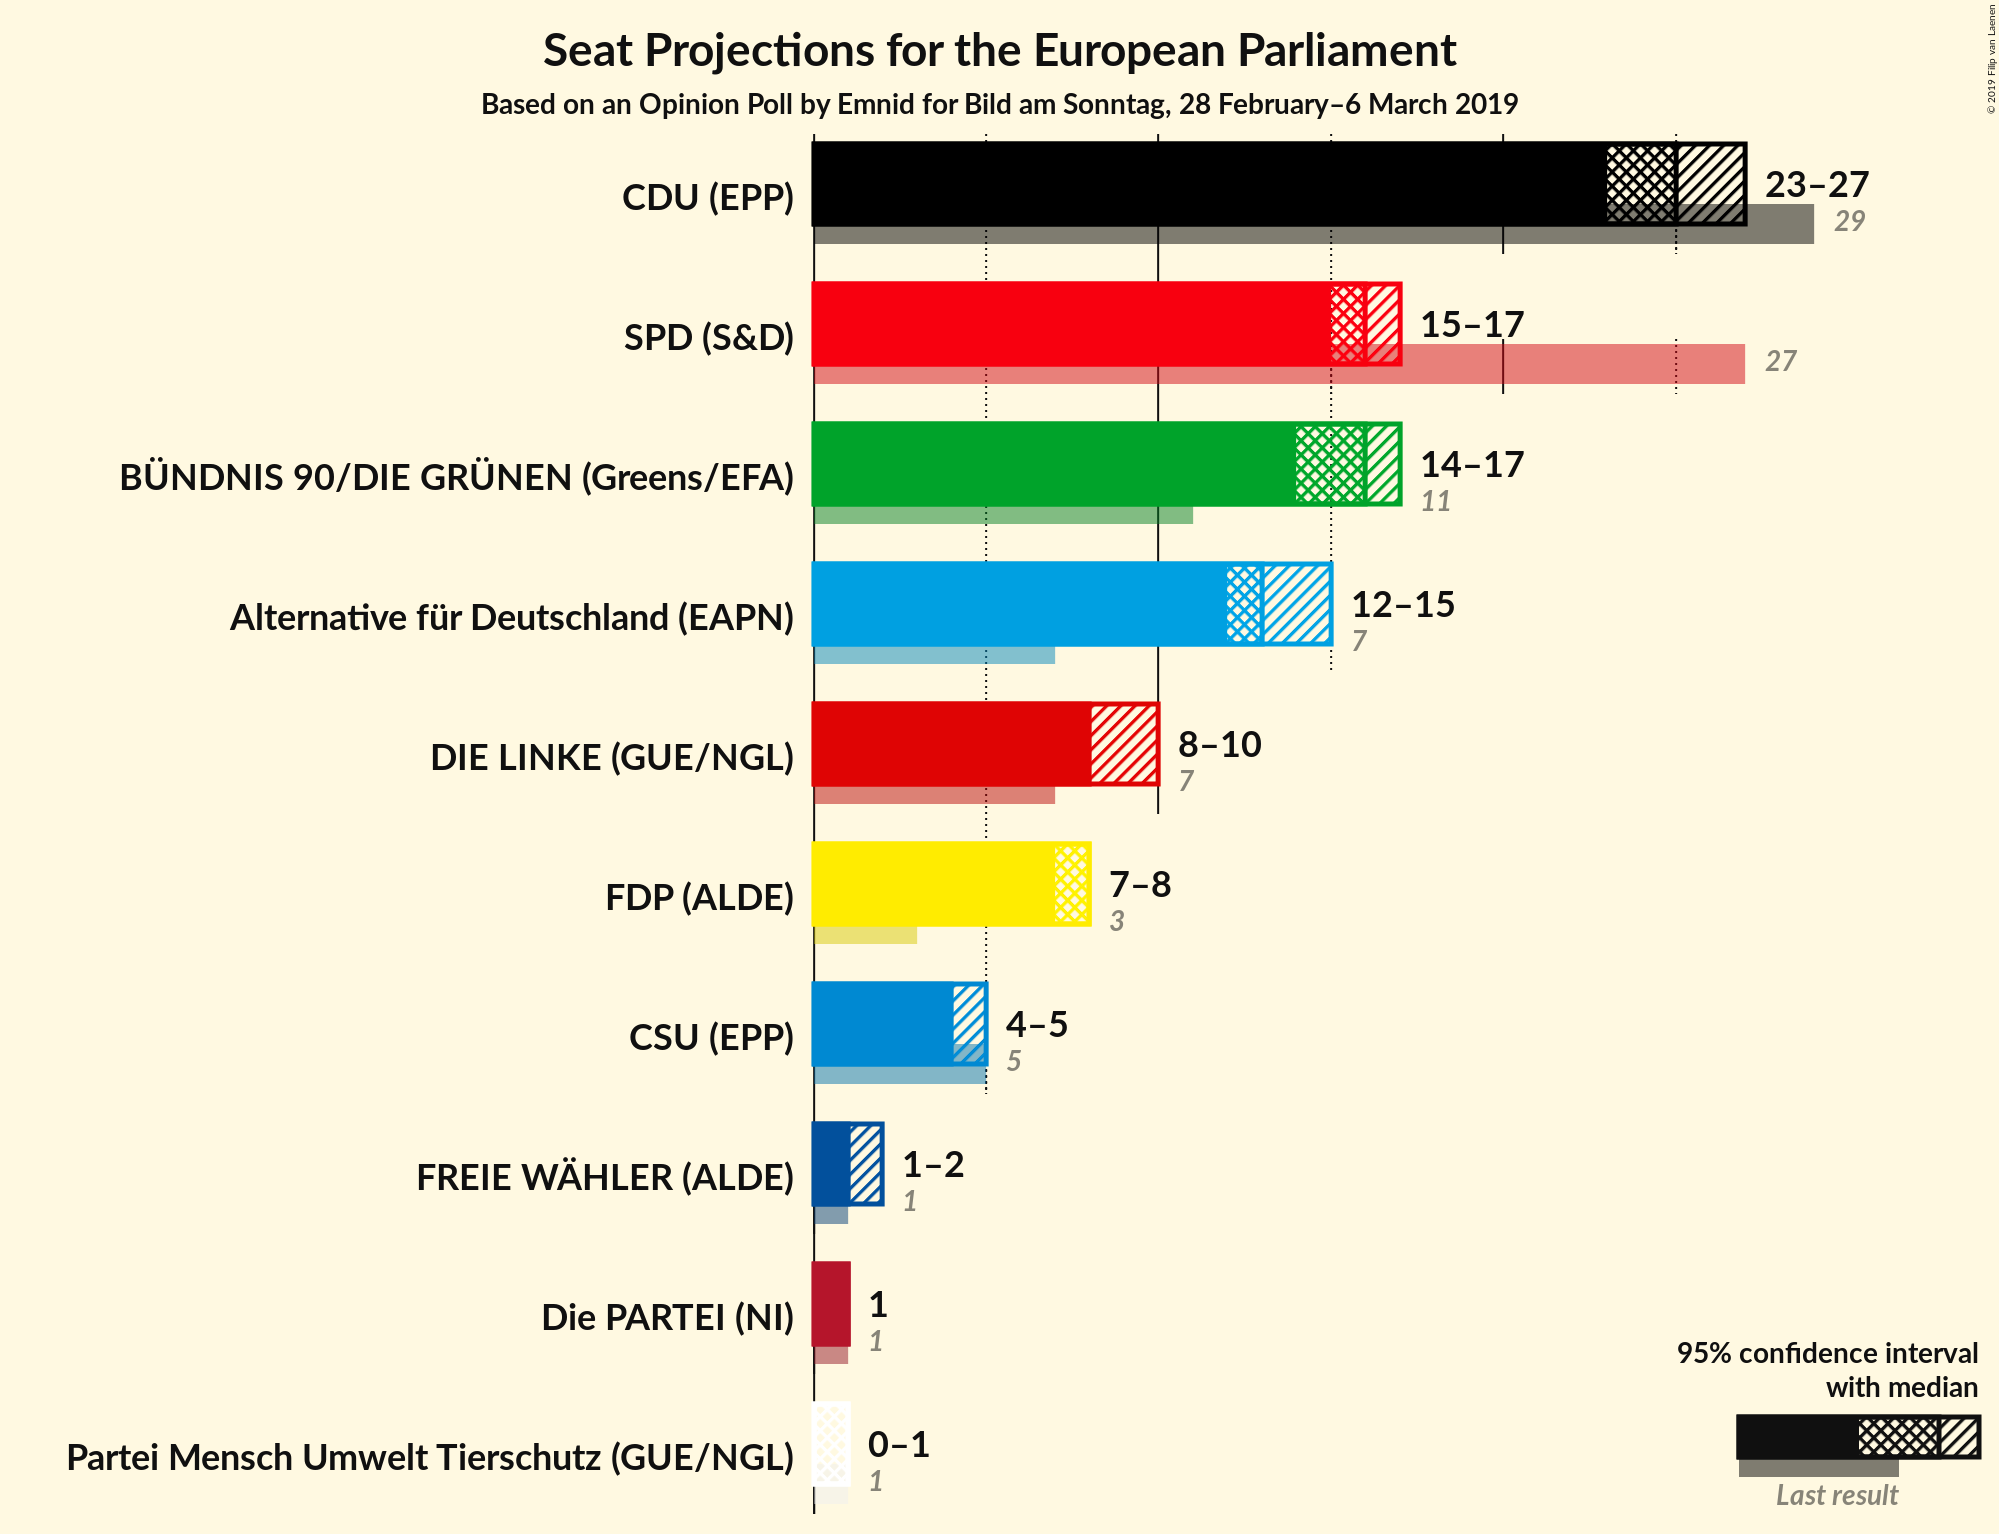 Seat Projections for the European Parliament
Based on an Opinion Poll by Emnid for Bild am Sonntag, 28 February–6 March 2019
© 2019 Filip van Laenen
CDU (EPP)
23–27
29
SPD (S&D)
15–17
27
BÜNDNIS 90/DIE GRÜNEN (Greens/EFA)
14–17
11
Alternative für Deutschland (EAPN)
12–15
7
DIE LINKE (GUE/NGL)
8–10
7
FDP (ALDE)
7–8
3
CSU (EPP)
4–5
5
FREIE WÄHLER (ALDE)
1–2
1
Die PARTEI (NI)
1
1
Partei Mensch Umwelt Tierschutz (GUE/NGL)
0–1
1
95% confidence interval
with median
Last result